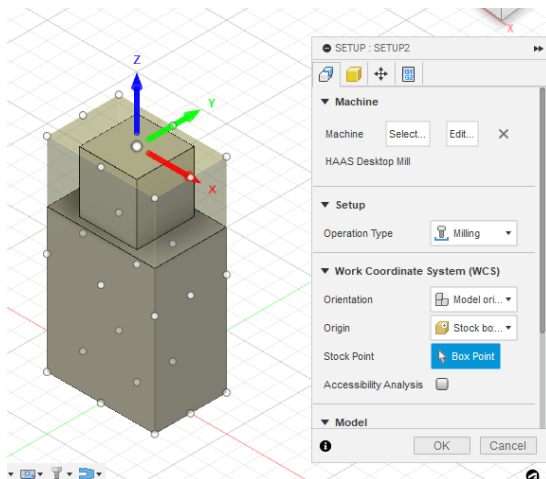 Z
Y
X
X
SETUP : SETUP2
Machine
Machine Select... Edit...
HAAS Desktop Mill
Setup
Operation Type Milling
Work Coordinate System (WCS)
Orientation Model ori...
Origin Stock bo...
Stock Point Box Point
Accessibility Analysis
Model
OK Cancel